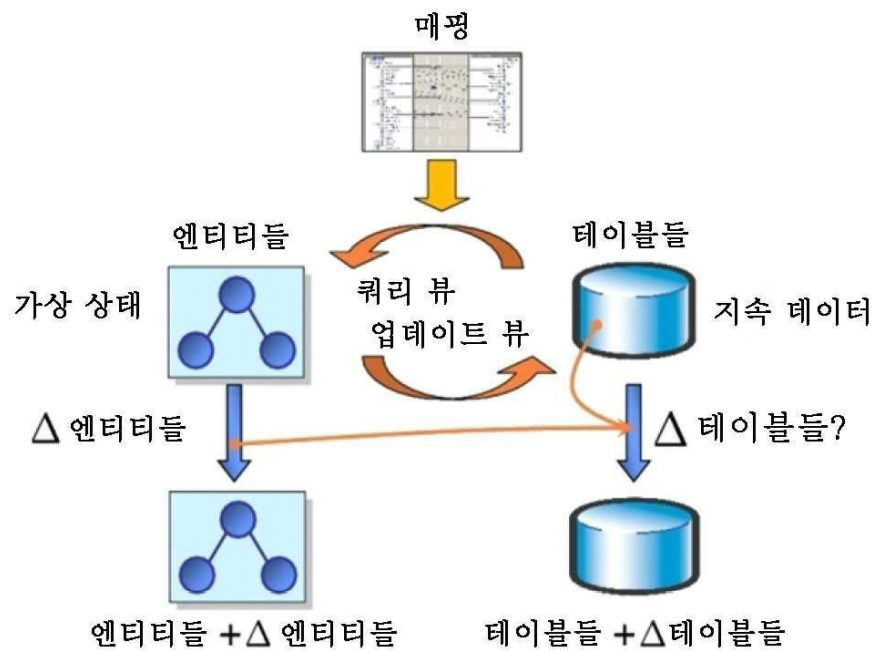 매핑
엔티티들
테이블들
가상 상태
쿼리 뷰
업데이트 뷰
지속 데이터
Δ 엔티티들
Δ 테이블들?
엔티티들 +Δ 엔티티들
테이블들 +Δ테이블들